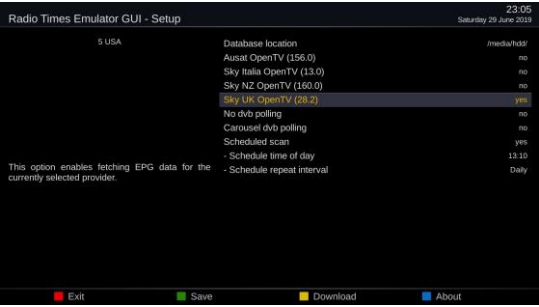 Radio Times Emulator GUI - Setup
23:05
Saturday 29 June 2019
5 USA
Database location /media/hdd/
Ausat OpenTV (156.0) no
Sky Italia OpenTV (13.0) no
Sky NZ OpenTV (160.0) no
Sky UK OpenTV (28.2) yes
No dvb polling no
Carousel dvb polling no
Scheduled scan yes
- Schedule time of day 13:10
- Schedule repeat interval Daily
This option enables fetching EPG data for the
currently selected provider.
Exit Save Download About